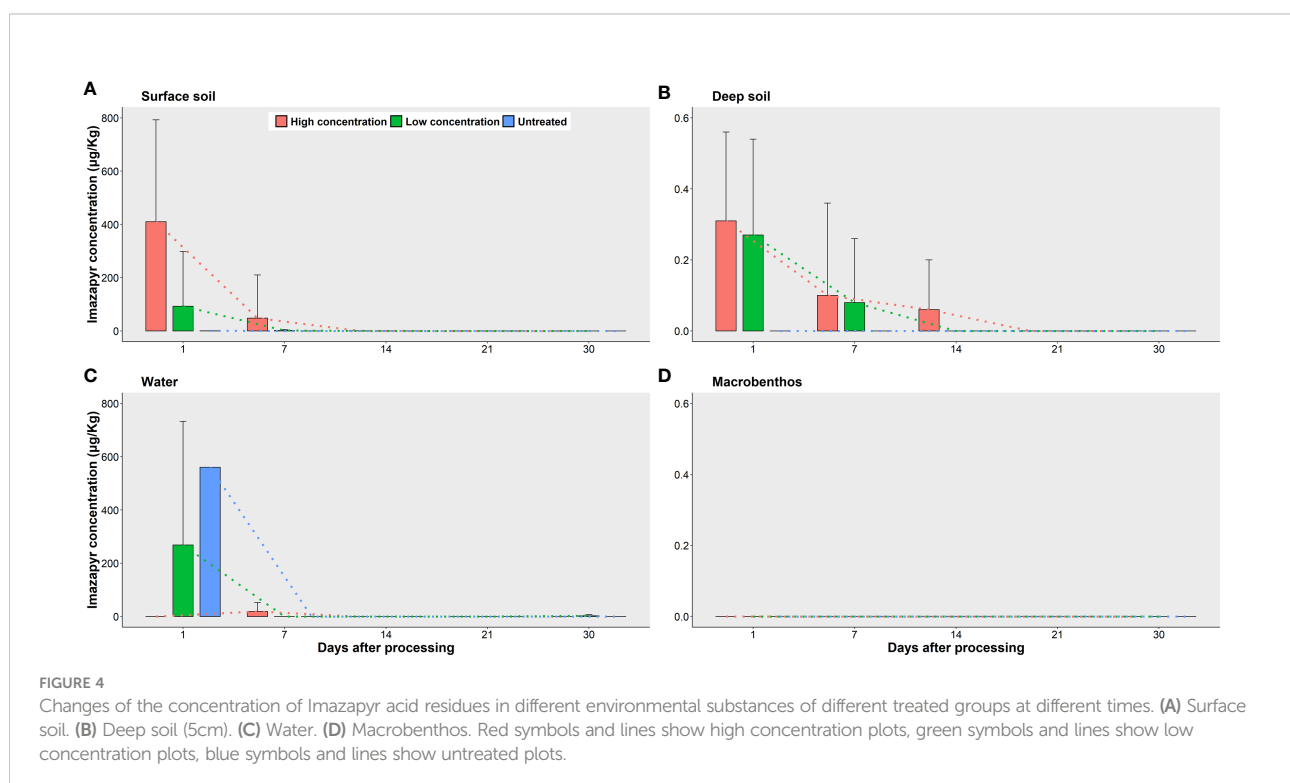 A
Surface soil
High concentration
Low concentration
Untreated
Imazapyr concentration (µg/Kg)
800
600
400
200
0
1
7
14
21
30
B
Deep soil
0.6
0.4
0.2
0.0
1
7
14
21
30
C
Water
Imazapyr concentration (µg/Kg)
800
600
400
200
0
1
7
14
21
30
Days after processing
D
Macrobenthos
0.6
0.4
0.2
0.0
1
7
14
21
30
Days after processing
FIGURE 4
Changes of the concentration of Imazapyr acid residues in different environmental substances of different treated groups at different times. (A) Surface
soil. (B) Deep soil (5cm). (C) Water. (D) Macrobenthos. Red symbols and lines show high concentration plots, green symbols and lines show low
concentration plots, blue symbols and lines show untreated plots.